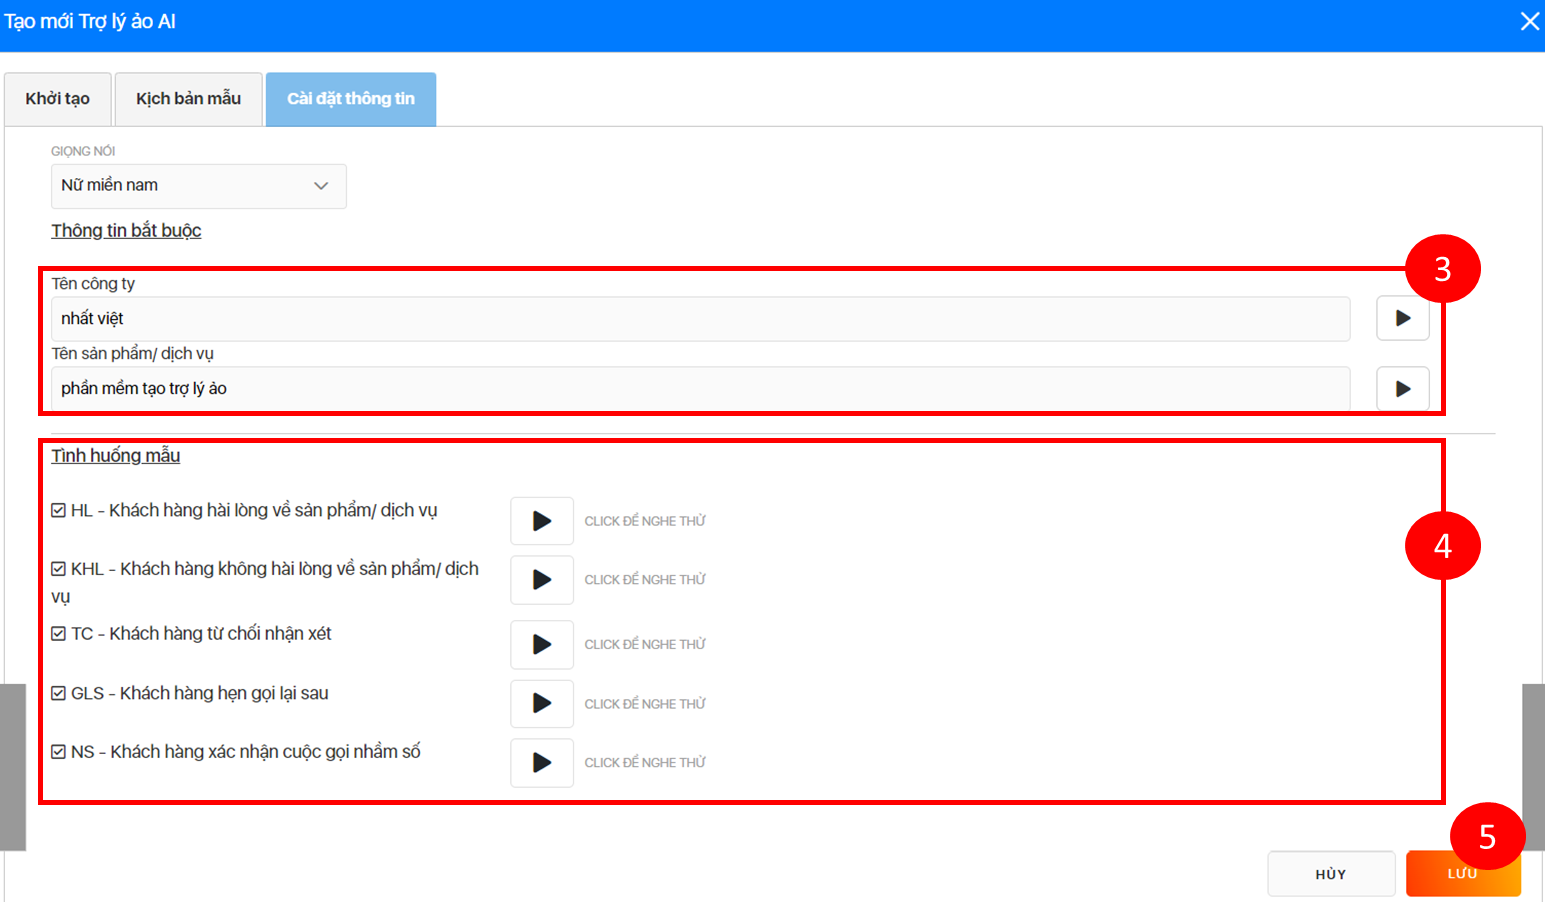 Tạo mới Trợ lý ảo AI
Khởi tạo
Kịch bản mẫu
Cài đặt thông tin
GIỌNG NÓI
Nữ miền nam
Thông tin bắt buộc
3
Tên công ty
nhất việt
Tên sản phẩm/ dịch vụ
phần mềm tạo trợ lý ảo
Tình huống mẫu
HL - Khách hàng hài lòng về sản phẩm/ dịch vụ
CLICK ĐỂ NGHE THỬ
4
KHL - Khách hàng không hài lòng về sản phẩm/ dịch
vụ
CLICK ĐỂ NGHE THỬ
TC - Khách hàng từ chối nhận xét
CLICK ĐỂ NGHE THỬ
GLS - Khách hàng hẹn gọi lại sau
CLICK ĐỂ NGHE THỬ
NS - Khách hàng xác nhận cuộc gọi nhầm số
CLICK ĐỂ NGHE THỬ
5
HỦY
LƯU